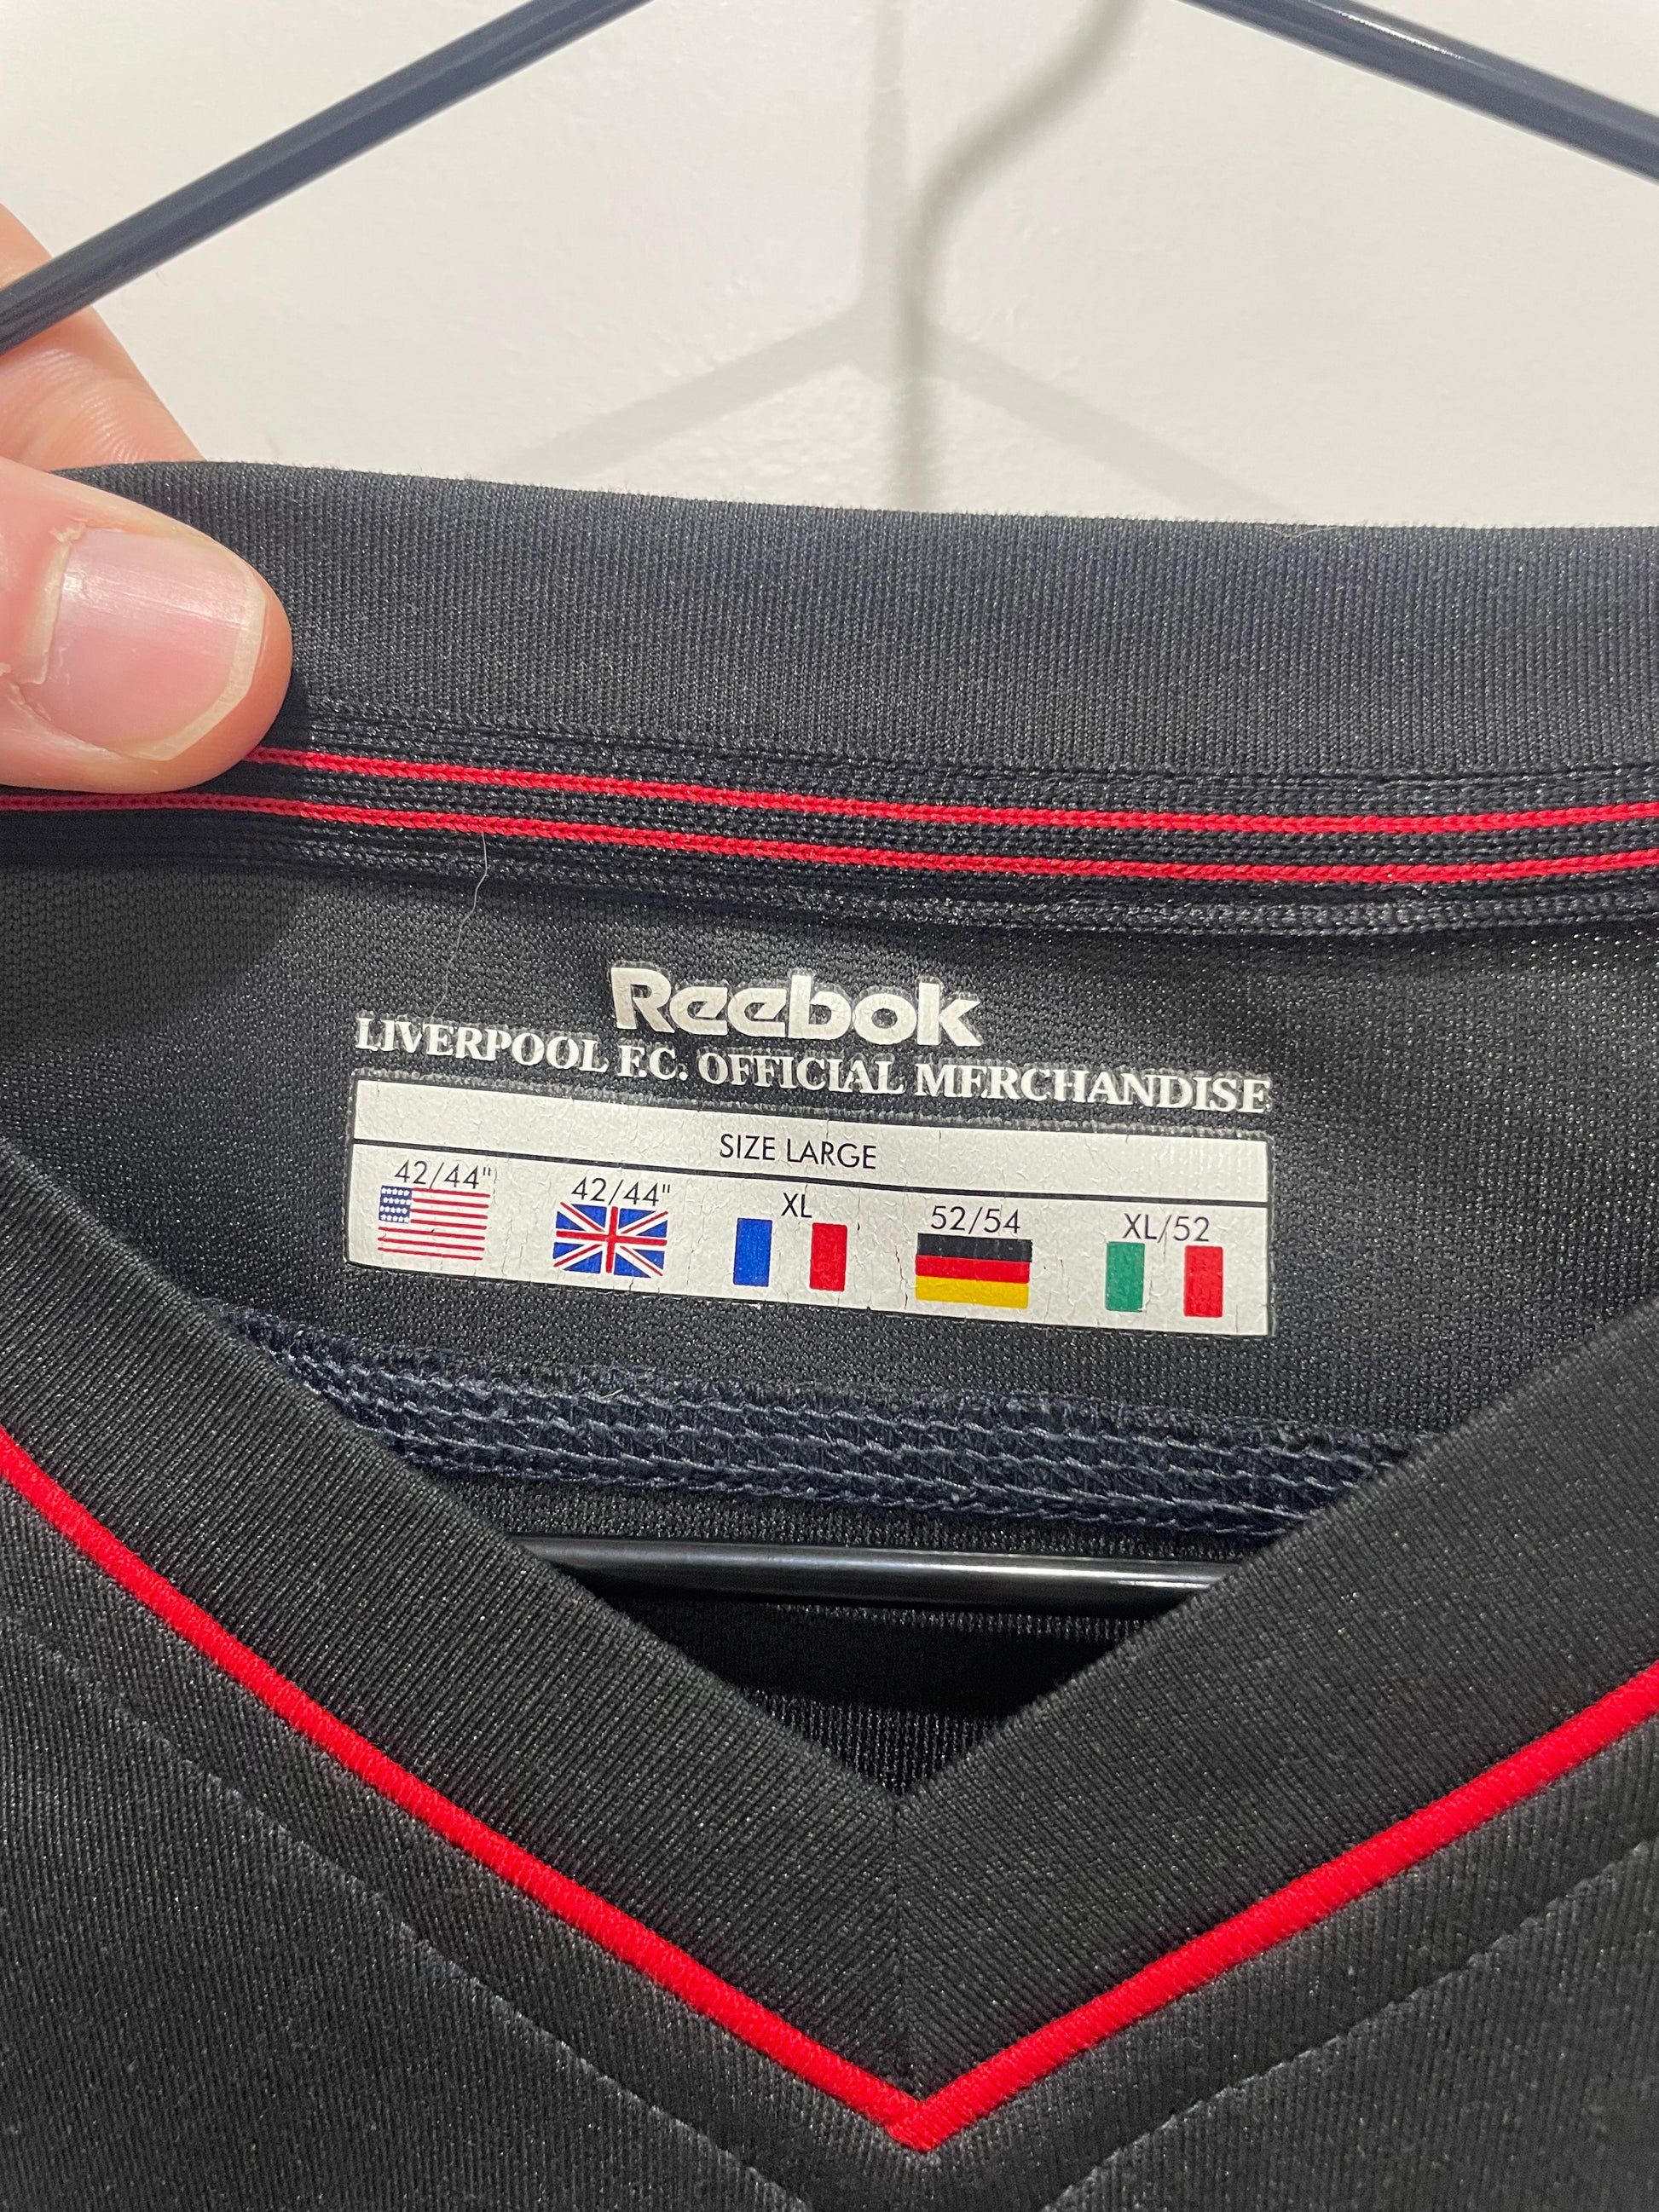 Reebok
LIVERPOOL F.C. OFFICIAL MERCHANDISE
SIZE LARGE
42/44" 42/44" XL 52/54 XL/52